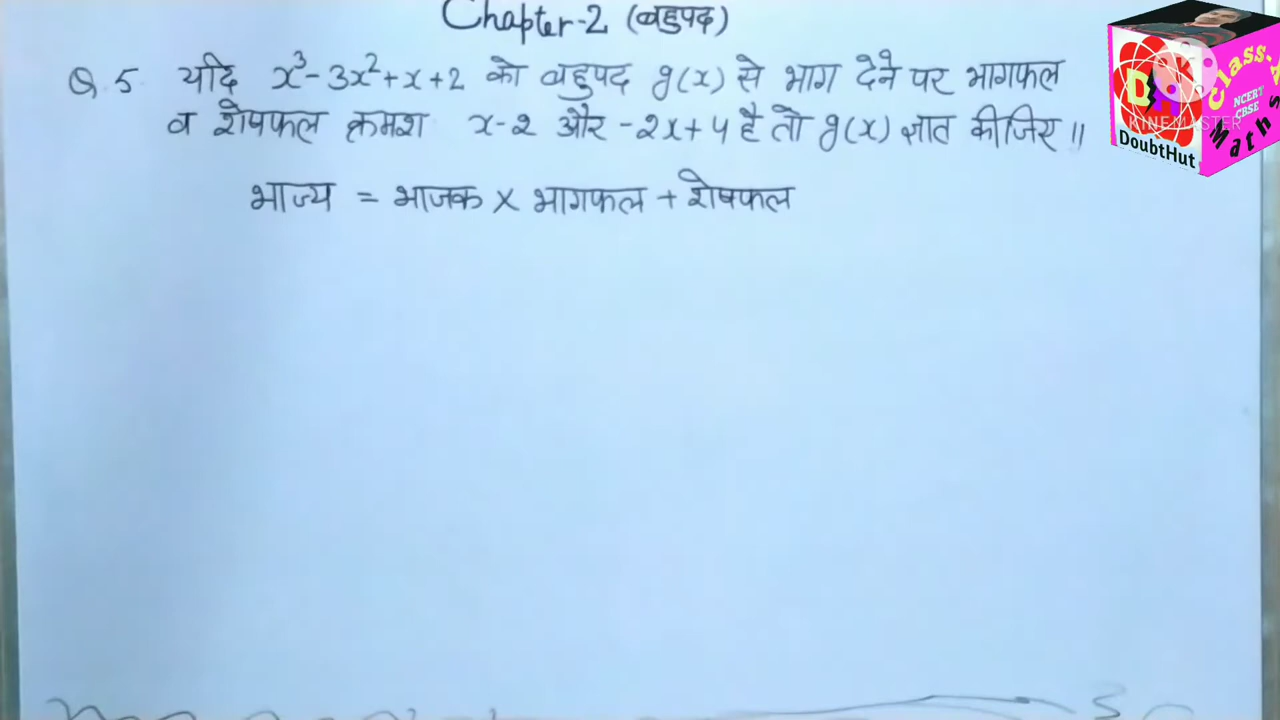 Chapter-2 (बहुपद)
Q.5. यदि x³-3x²+x+2 को बहुपद g(x) से भाग देने पर भागफल
व शेषफल क्रमश x-2 और -2x+4 है तो g(x) ज्ञात कीजिए ॥
भाज्य = भाजक × भागफल + शेषफल
Class-
NCERT
CBSE
Maths
KINEMASTER
DoubtHut